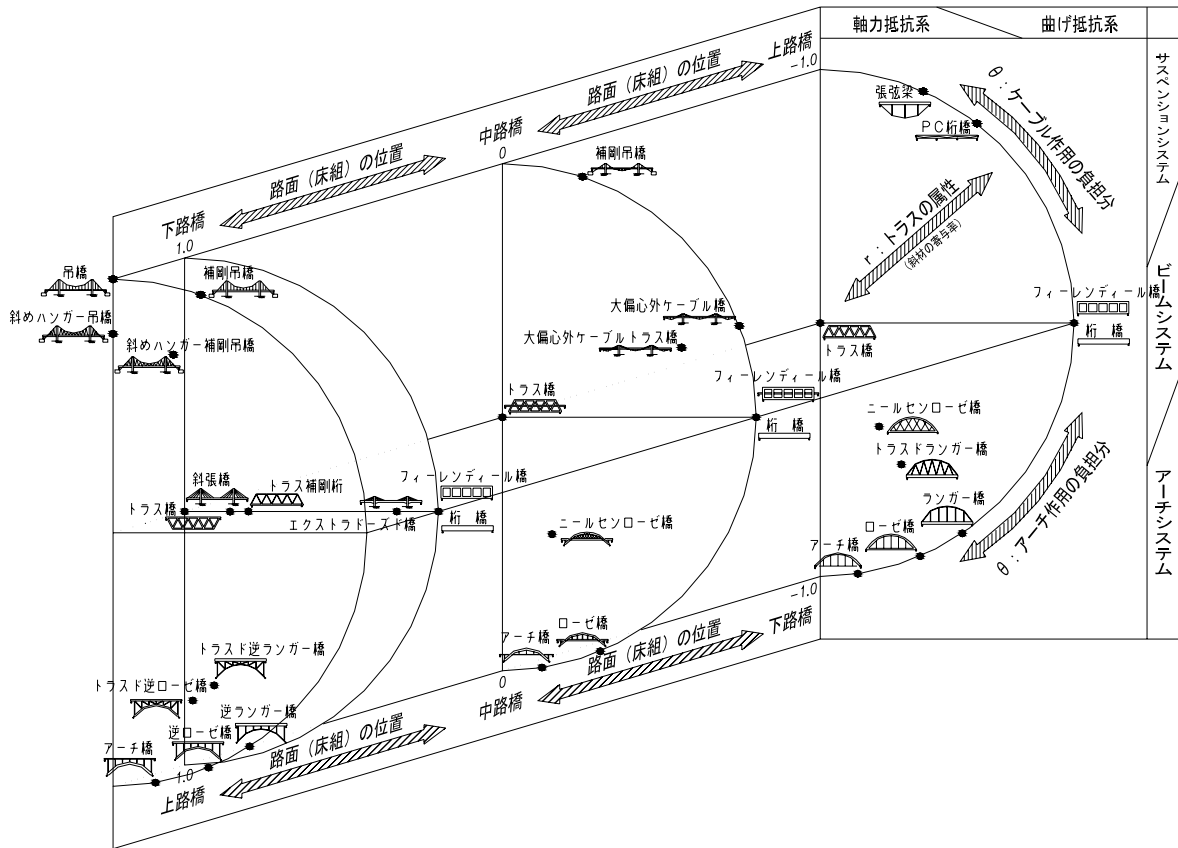 軸力抵抗系
曲げ抵抗系
上路橋
-1.0
路面（床組）の位置
中路橋
0
路面（床組）の位置
下路橋
1.0
サスペンションシステム
ビームシステム
アーチシステム
θ：ケーブル作用の負担分
r：トラスの属性
(斜材の寄与率)
θ：アーチ作用の負担分
張弦梁
PC桁橋
補剛吊橋
吊橋
補剛吊橋
斜めハンガー吊橋
斜めハンガー補剛吊橋
大偏心外ケーブル橋
大偏心外ケーブルトラス橋
フィーレンディール橋
桁橋
トラス橋
トラス橋
フィーレンディール橋
桁 橋
ニールセンローゼ橋
トラスドランガー橋
ランガー橋
ローゼ橋
アーチ橋
斜張橋
トラス補剛桁
フィーレンディール橋
トラス橋
エクストラドーズド橋
桁 橋
ニールセンローゼ橋
ローゼ橋
アーチ橋
-1.0
下路橋
路面（床組）の位置
0
中路橋
路面（床組）の位置
トラスド逆ランガー橋
トラスド逆ローゼ橋
逆ランガー橋
逆ローゼ橋
アーチ橋
1.0
上路橋